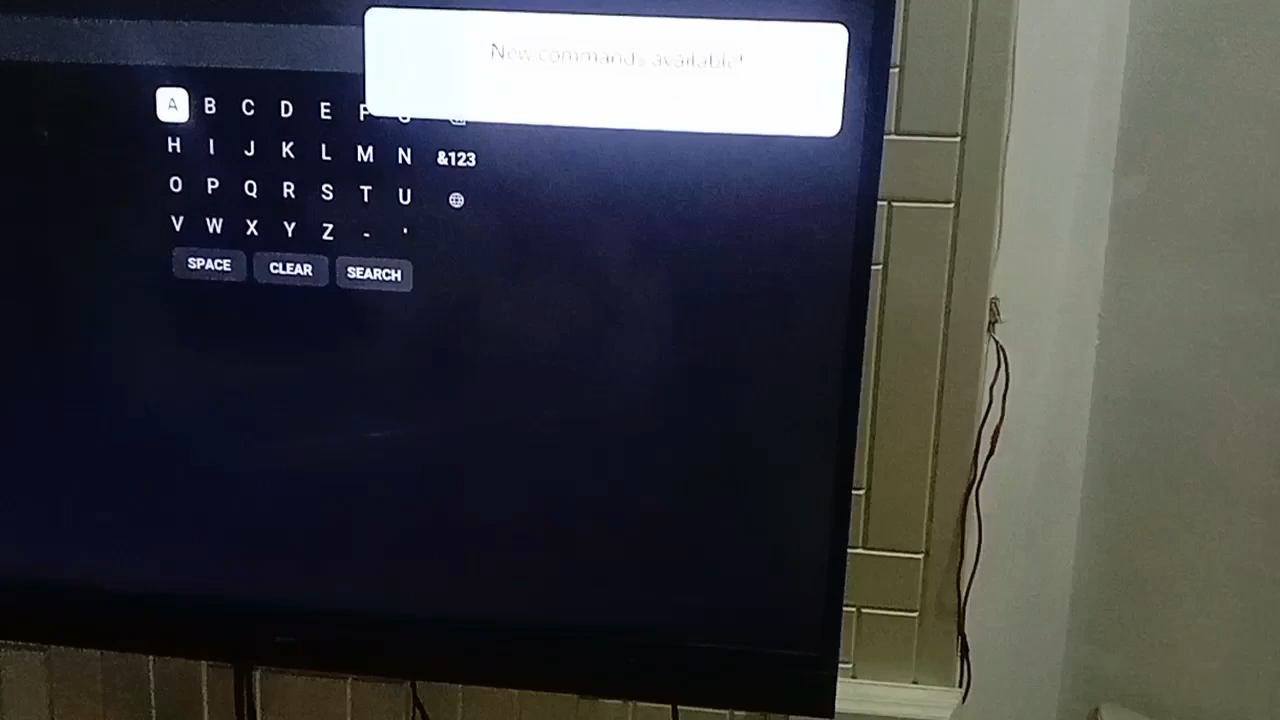 New commands available!
A B C D E F G
H I J K L M N &123
O P Q R S T U
V W X Y Z - '
SPACE CLEAR SEARCH